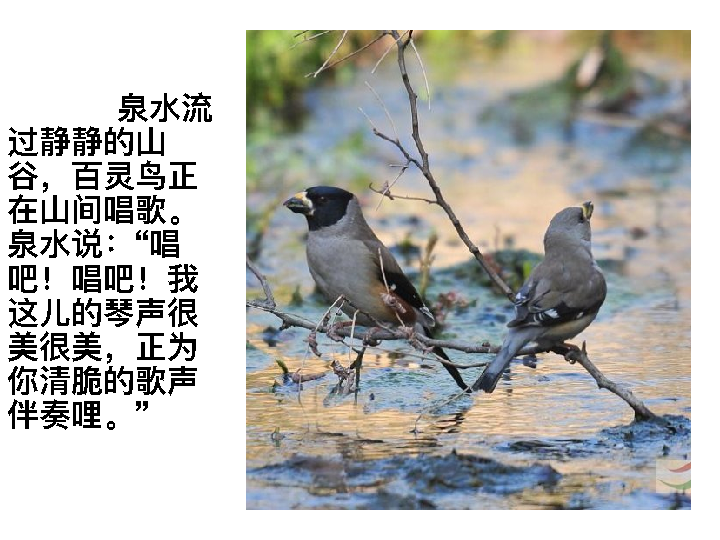 泉水流
过静静的山
谷，百灵鸟正
在山间唱歌。
泉水说：“唱
吧！唱吧！我
这儿的琴声很
美很美，正为
你清脆的歌声
伴奏哩。”